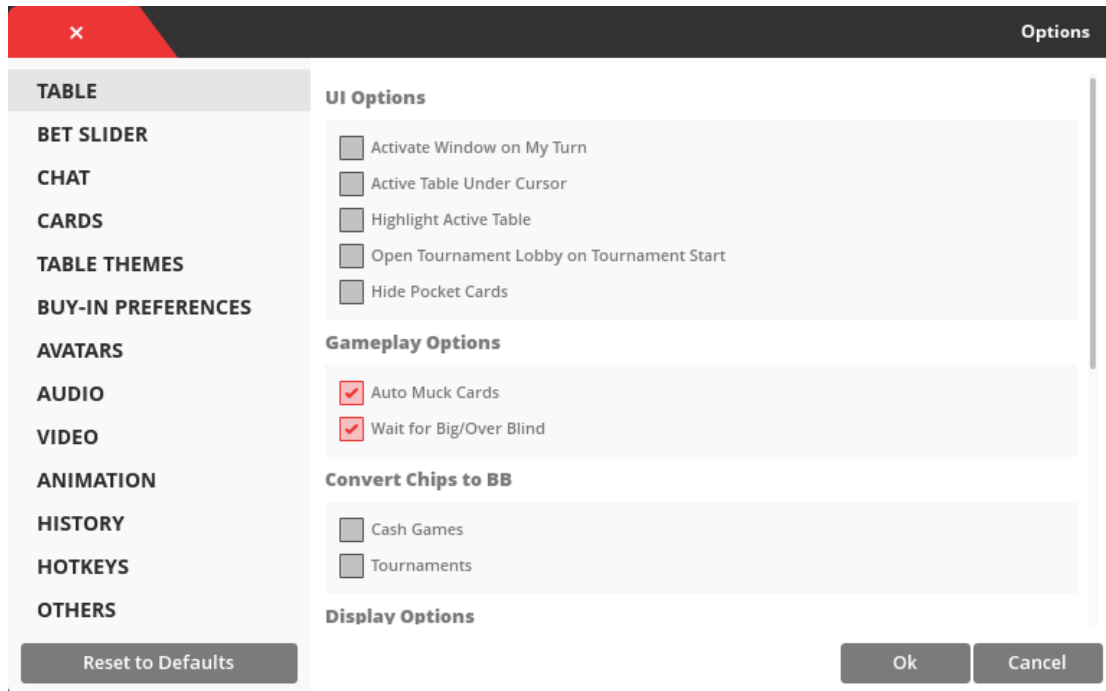 Options
TABLE
BET SLIDER
CHAT
CARDS
TABLE THEMES
BUY-IN PREFERENCES
AVATARS
AUDIO
VIDEO
ANIMATION
HISTORY
HOTKEYS
OTHERS
Reset to Defaults
UI Options
Activate Window on My Turn
Active Table Under Cursor
Highlight Active Table
Open Tournament Lobby on Tournament Start
Hide Pocket Cards
Gameplay Options
Auto Muck Cards
Wait for Big/Over Blind
Convert Chips to BB
Cash Games
Tournaments
Display Options
Ok
Cancel